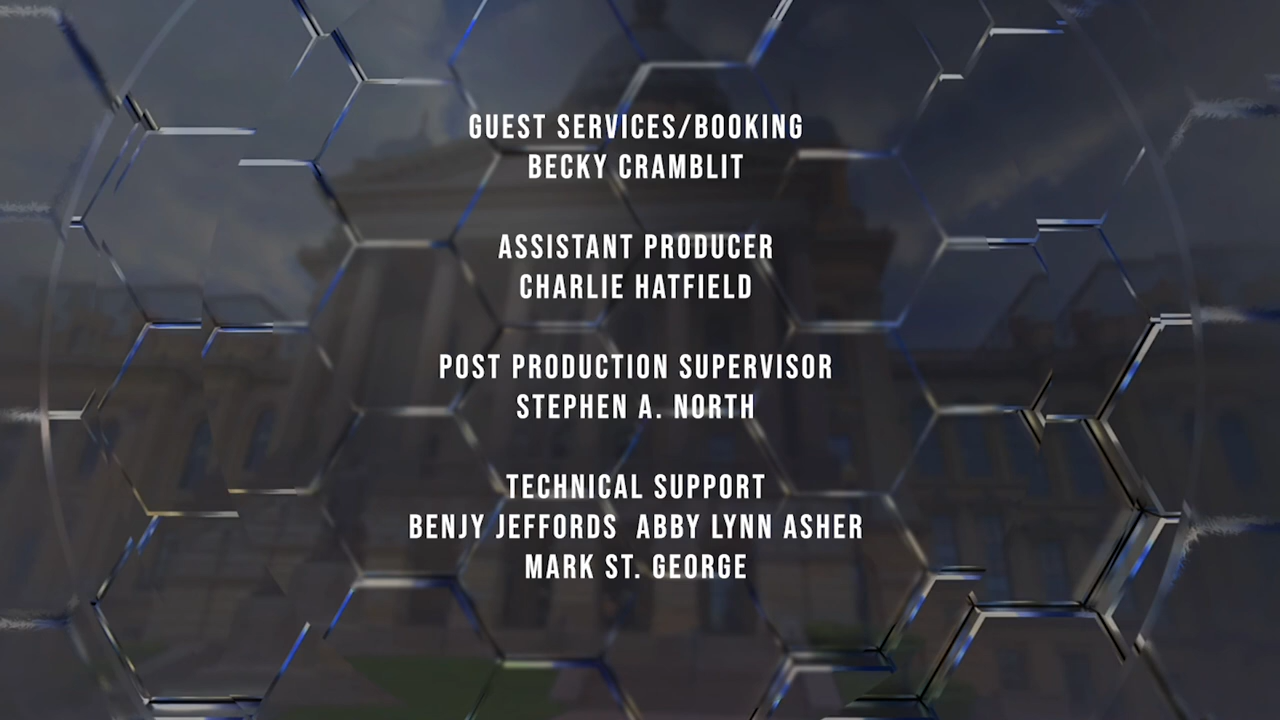 GUEST SERVICES/BOOKING
BECKY CRAMBLIT
ASSISTANT PRODUCER
CHARLIE HATFIELD
POST PRODUCTION SUPERVISOR
STEPHEN A. NORTH
TECHNICAL SUPPORT
BENJY JEFFORDS ABBY LYNN ASHER
MARK ST. GEORGE